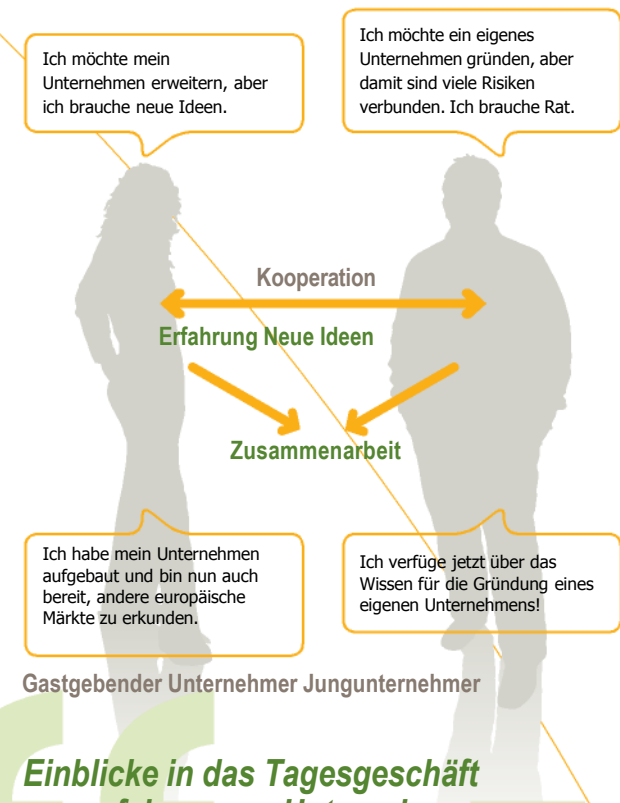 Ich möchte mein
Unternehmen erweitern, aber
ich brauche neue Ideen.
Ich möchte ein eigenes
Unternehmen gründen, aber
damit sind viele Risiken
verbunden. Ich brauche Rat.
Kooperation
Erfahrung Neue Ideen
Zusammenarbeit
Ich habe mein Unternehmen
aufgebaut und bin nun auch
bereit, andere europäische
Märkte zu erkunden.
Ich verfüge jetzt über das
Wissen für die Gründung eines
eigenen Unternehmens!
Gastgebender Unternehmer Jungunternehmer
Einblicke in das Tagesgeschäft